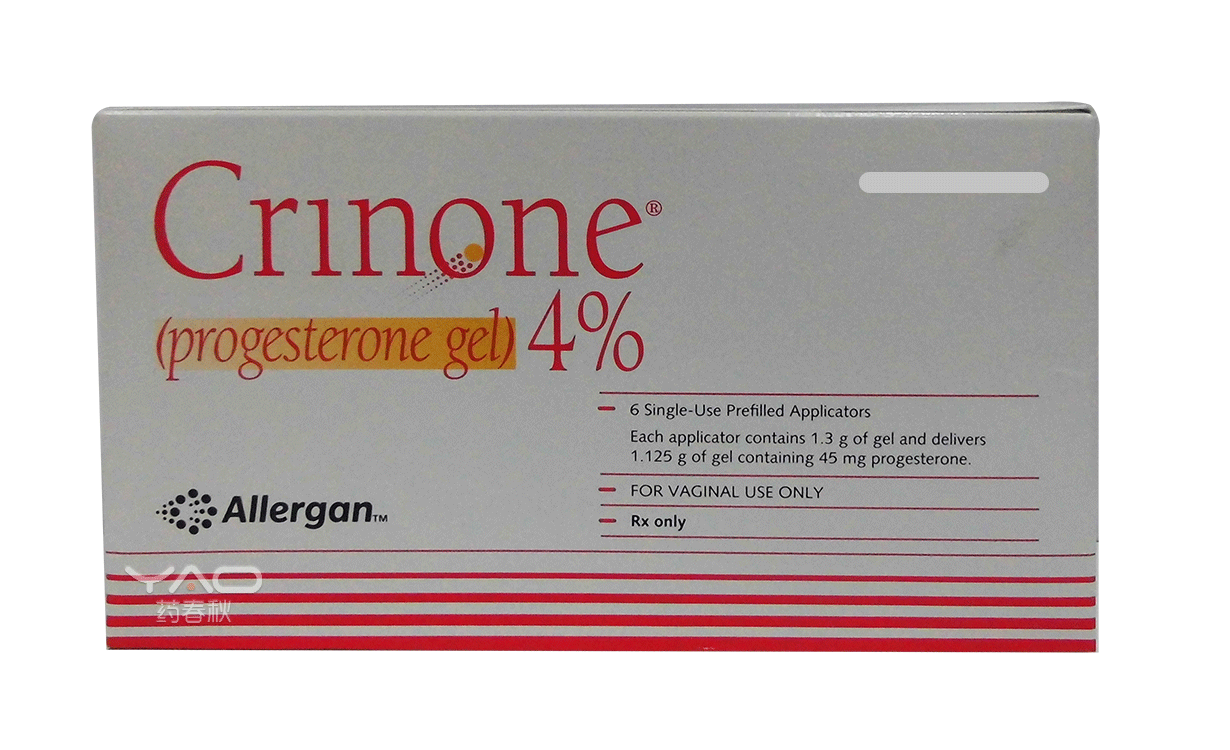 Crinone®
(progesterone gel) 4%
6 Single-Use Prefilled Applicators
Each applicator contains 1.3 g of gel and delivers
1.125 g of gel containing 45 mg progesterone.
FOR VAGINAL USE ONLY
Rx only
Allergan™
YAO
药春秋